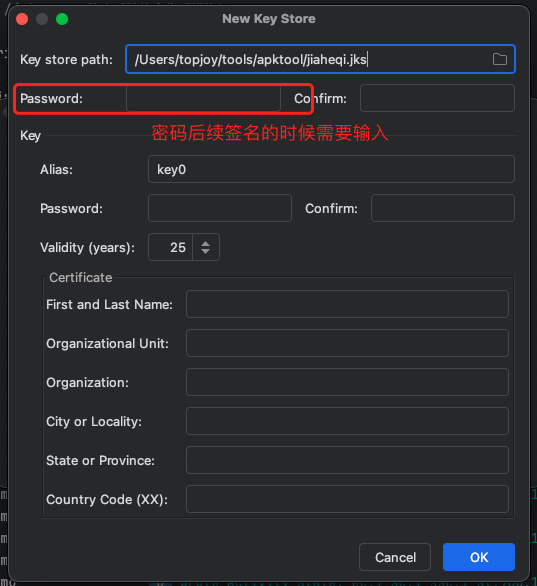 New Key Store
Key store path: /Users/topjoy/tools/apktool/jiaheqi.jks
Password: Confirm:
密码后续签名的时候需要输入
Key
Alias: key0
Password: Confirm:
Validity (years): 25
Certificate
First and Last Name:
Organizational Unit:
Organization:
City or Locality:
State or Province:
Country Code (XX):
Cancel OK